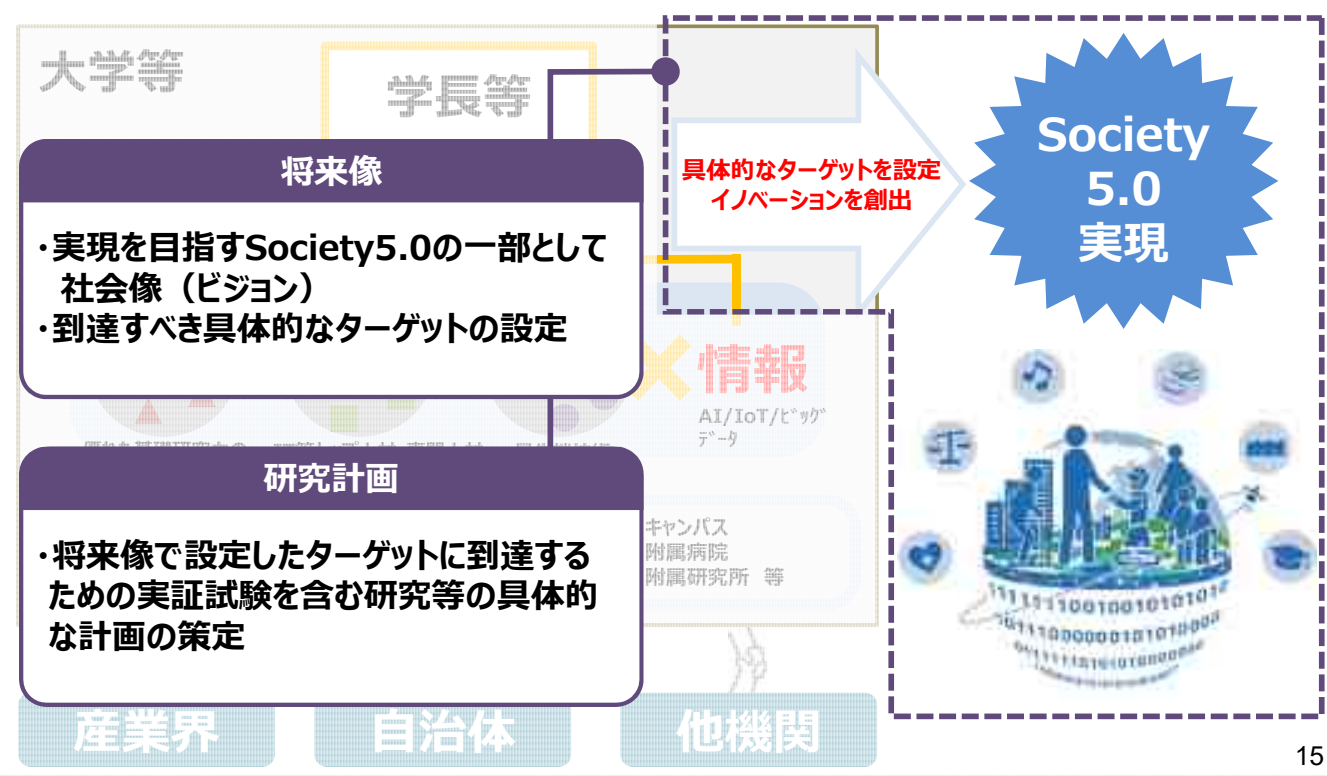 大学等
学長等
将来像
・実現を目指すSociety5.0の一部として
社会像（ビジョン）
・到達すべき具体的なターゲットの設定
具体的なターゲットを設定
イノベーションを創出
Society
5.0
実現
情報
AI/IoT/ﾋﾞｯｸﾞ
ﾃﾞｰﾀ
研究計画
・将来像で設定したターゲットに到達する
ための実証試験を含む研究等の具体的
な計画の策定
キャンパス
附属病院
附属研究所 等
産業界
自治体
他機関
15